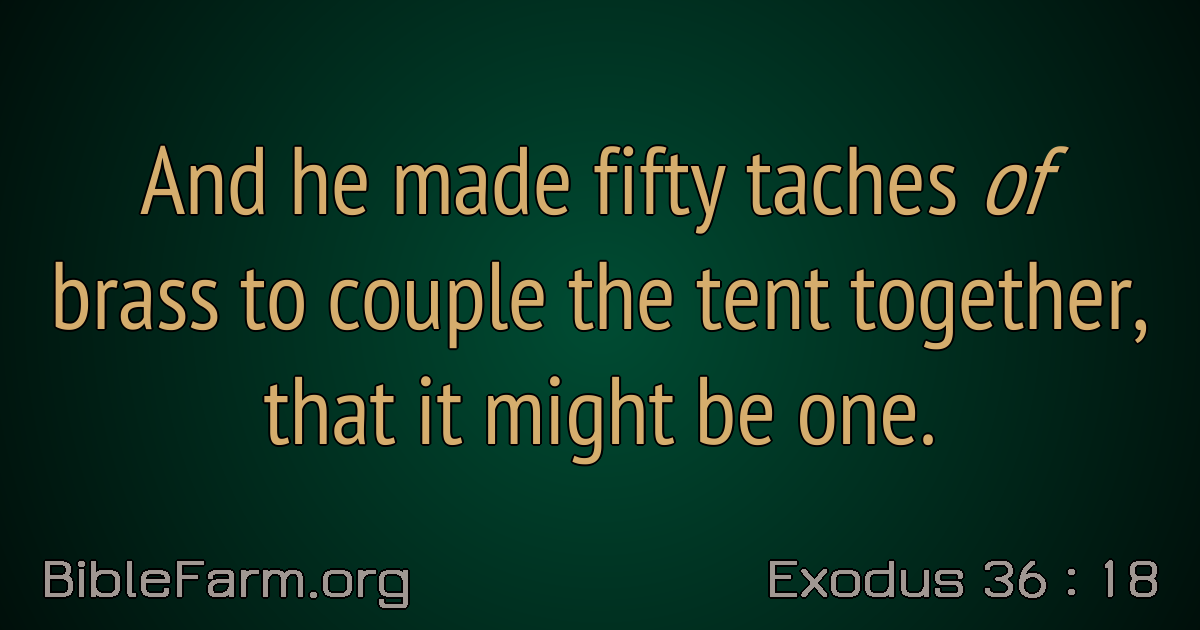 And he made fifty taches of
brass to couple the tent together,
that it might be one.
BibleFarm.org
Exodus 36 : 18